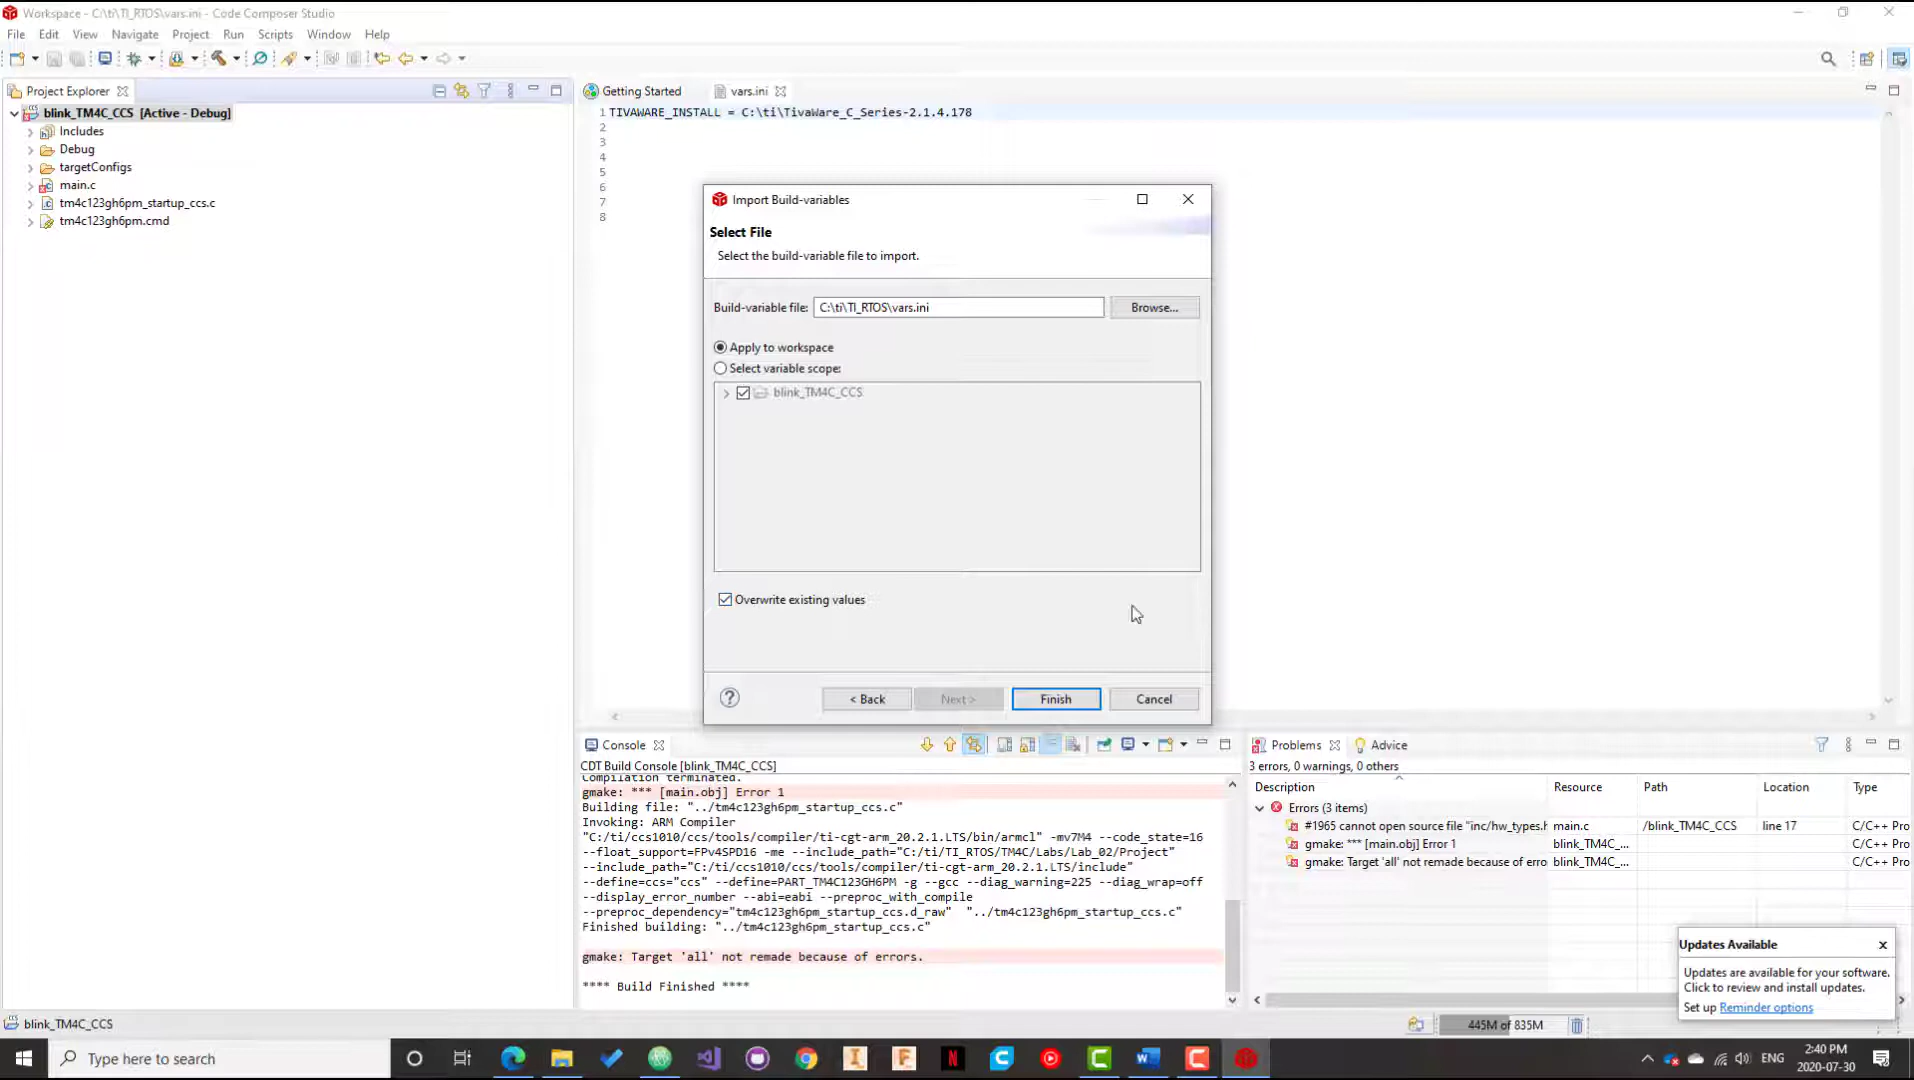 Workspace - C:\ti\TI_RTOS\vars.ini - Code Composer Studio
File Edit View Navigate Project Run Scripts Window Help
Project Explorer
blink_TM4C_CCS [Active - Debug]
Includes
Debug
targetConfigs
main.c
tm4c123gh6pm_startup_ccs.c
tm4c123gh6pm.cmd
Getting Started vars.ini
1 TIVAWARE_INSTALL = C:\ti\TivaWare_C_Series-2.1.4.178
2
3
4
5
6
7
8
Import Build-variables
Select File
Select the build-variable file to import.
Build-variable file: C:\ti\TI_RTOS\vars.ini Browse...
Apply to workspace
Select variable scope:
blink_TM4C_CCS
Overwrite existing values
? < Back Next > Finish Cancel
Console
CDT Build Console [blink_TM4C_CCS]
Compilation terminated.
gmake: *** [main.obj] Error 1
Building file: "../tm4c123gh6pm_startup_ccs.c"
Invoking: ARM Compiler
"C:/ti/ccs1010/ccs/tools/compiler/ti-cgt-arm_20.2.1.LTS/bin/armcl" -mv7M4 --code_state=16
--float_support=FPv4SPD16 -me --include_path="C:/ti/TI_RTOS/TM4C/Labs/Lab_02/Project"
--include_path="C:/ti/ccs1010/ccs/tools/compiler/ti-cgt-arm_20.2.1.LTS/include"
--define=ccs="ccs" --define=PART_TM4C123GH6PM -g --gcc --diag_warning=225 --diag_wrap=off
--display_error_number --abi=eabi --preproc_with_compile
--preproc_dependency="tm4c123gh6pm_startup_ccs.d_raw" "../tm4c123gh6pm_startup_ccs.c"
Finished building: "../tm4c123gh6pm_startup_ccs.c"
gmake: Target 'all' not remade because of errors.
**** Build Finished ****
Problems Advice
3 errors, 0 warnings, 0 others
Description Resource Path Location Type
Errors (3 items)
#1965 cannot open source file "inc/hw_types.h main.c /blink_TM4C_CCS line 17 C/C++ Pro
gmake: *** [main.obj] Error 1 blink_TM4C_... C/C++ Pro
gmake: Target 'all' not remade because of erro blink_TM4C_... C/C++ Pro
Updates Available
Updates are available for your software.
Click to review and install updates.
Set up Reminder options
blink_TM4C_CCS
445M of 835M
Type here to search
ENG
2:40 PM
2020-07-30